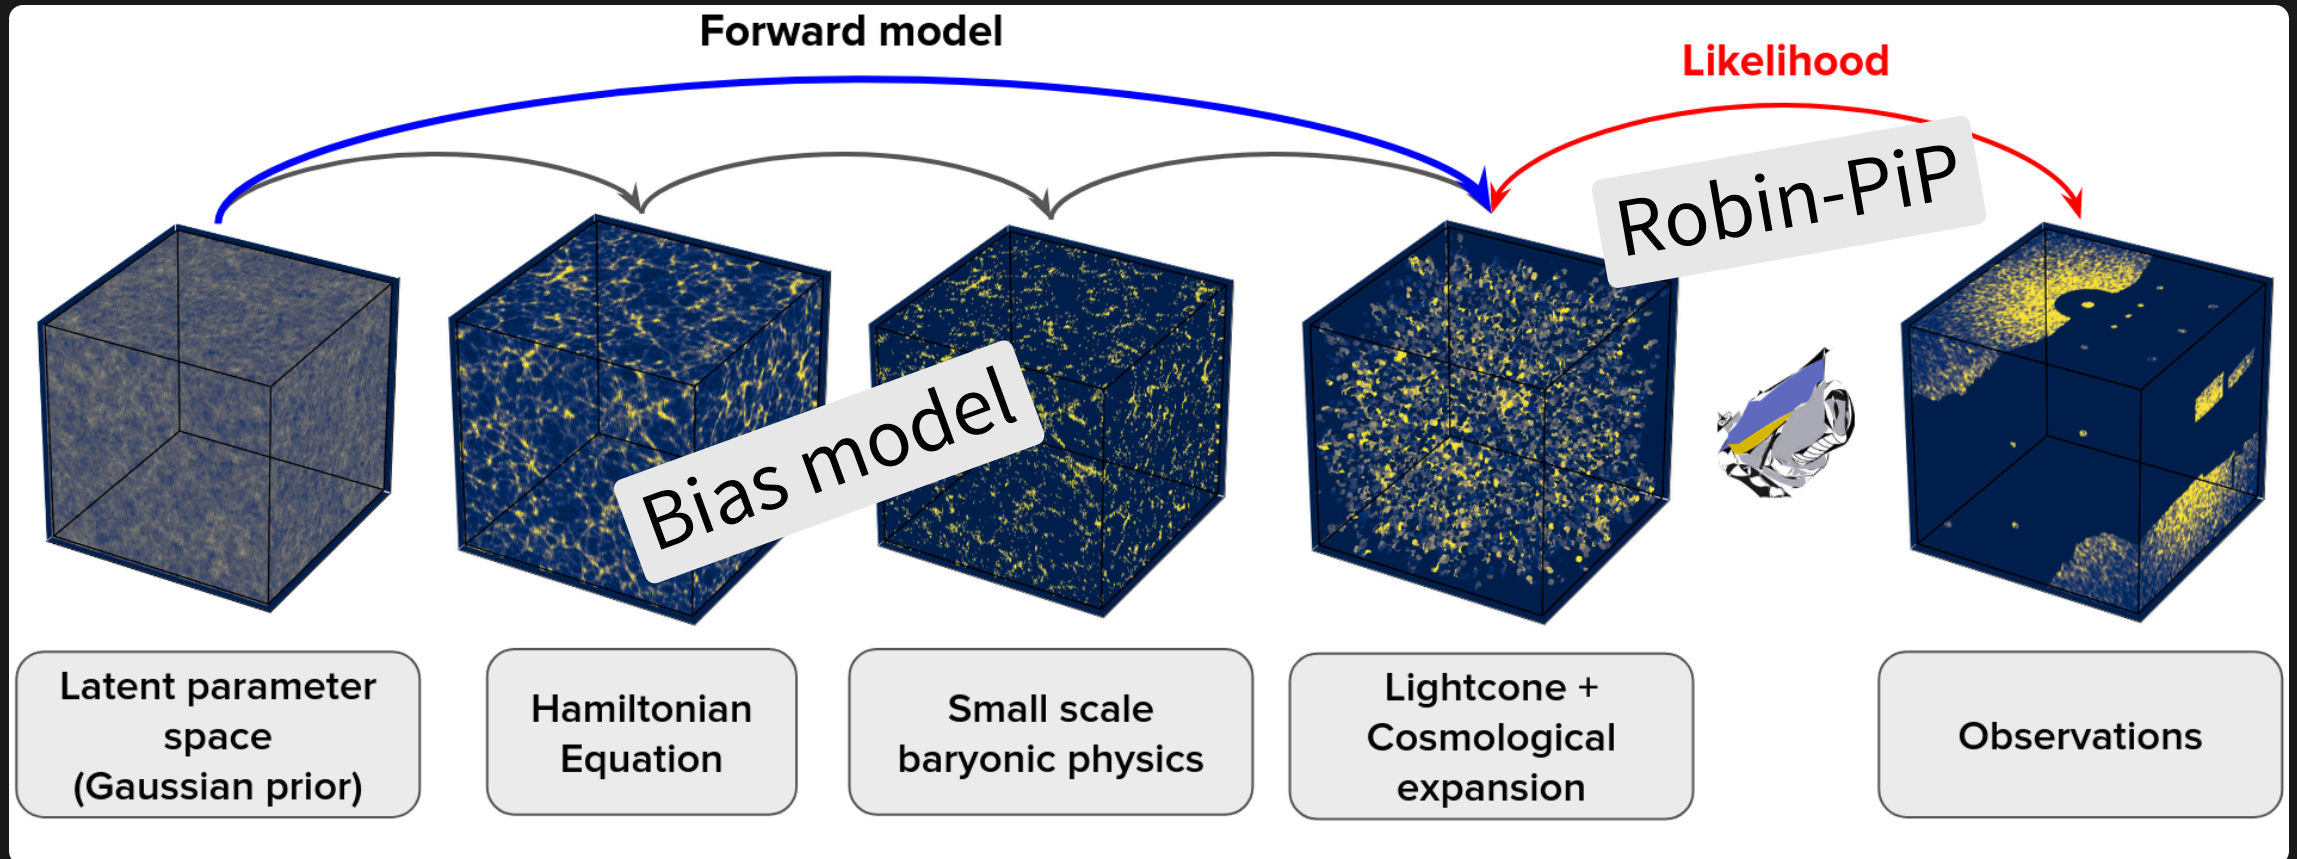 Forward model
Likelihood
Robin-PiP
Bias model
Latent parameter
space
(Gaussian prior)
Hamiltonian
Equation
Small scale
baryonic physics
Lightcone +
Cosmological
expansion
Observations